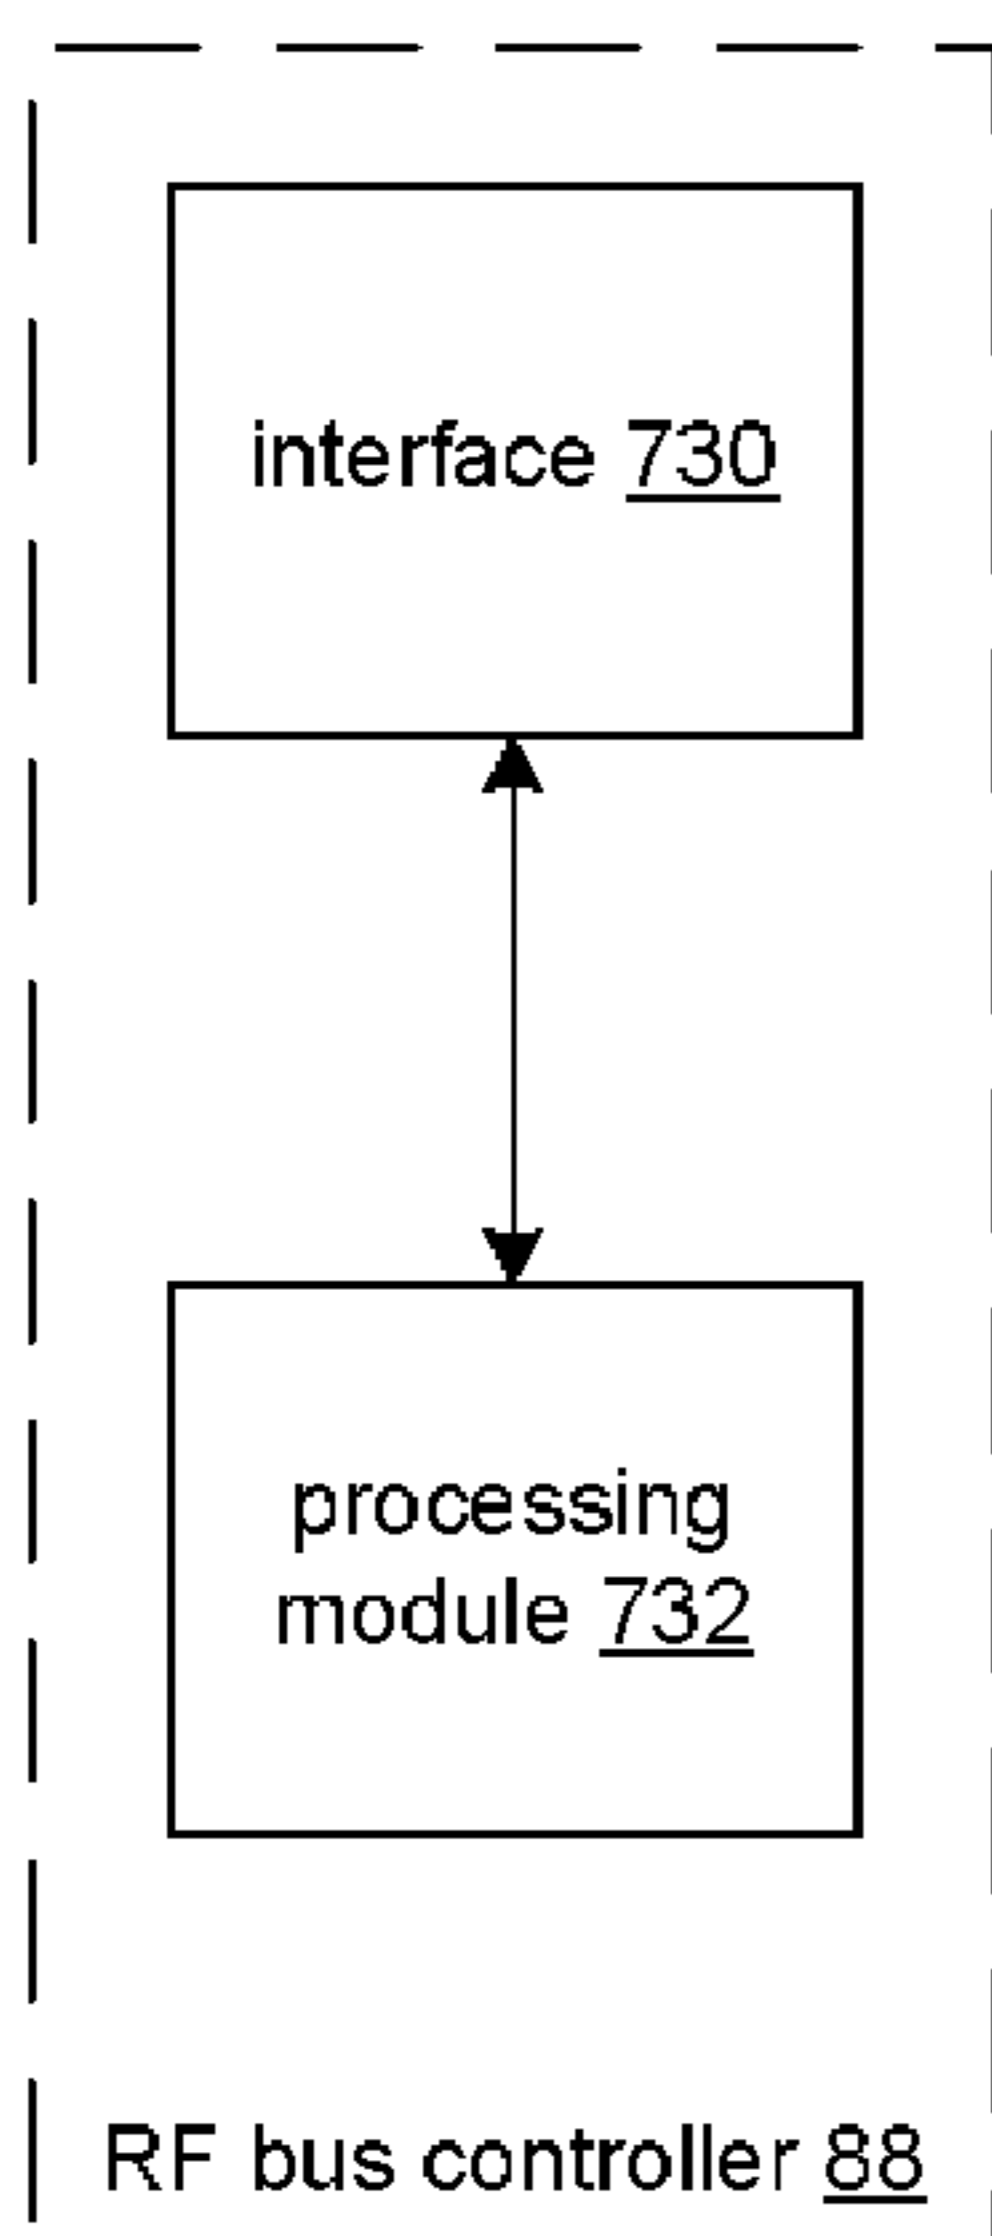 interface 730
processing
module 732
RF bus controller 88